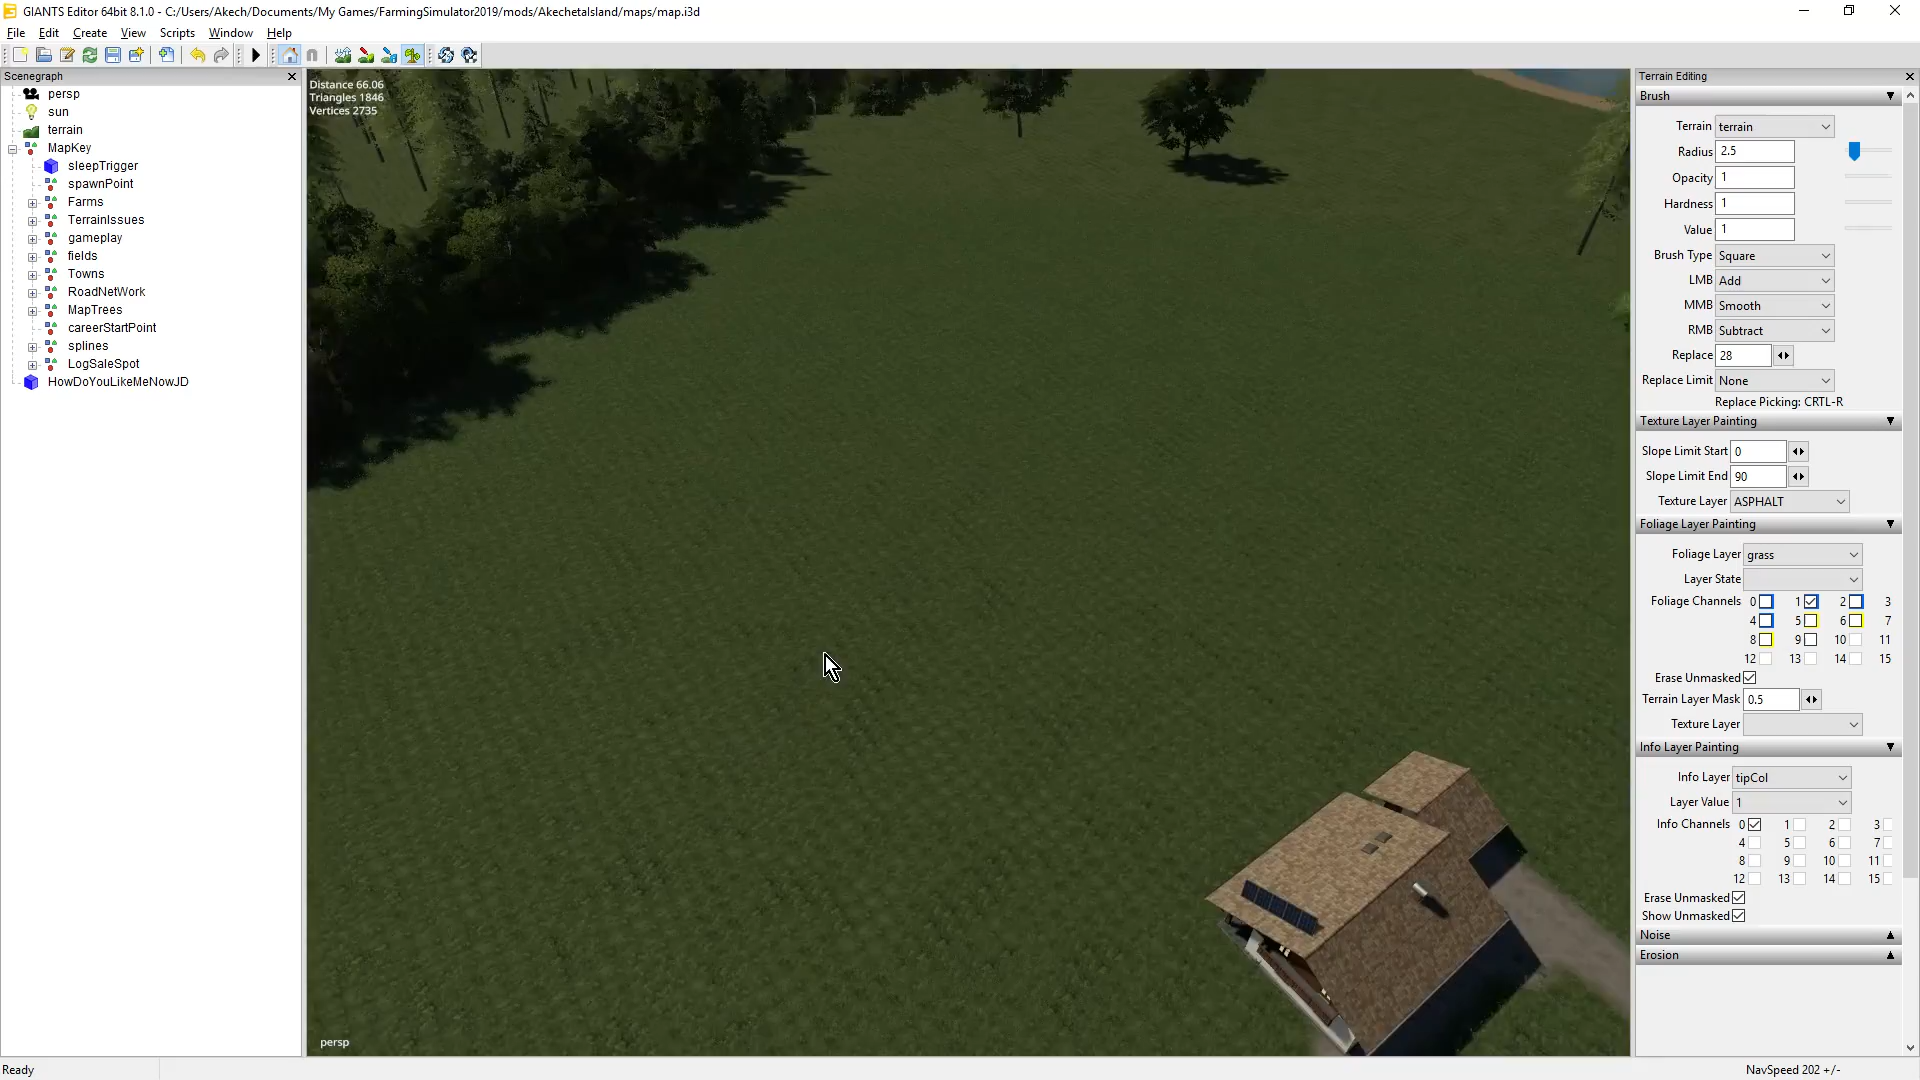 GIANTS Editor 64bit 8.1.0 - C:/Users/Akech/Documents/My Games/FarmingSimulator2019/mods/AkechetaIsland/maps/map.i3d
File Edit Create View Scripts Window Help
Scenegraph
persp
sun
terrain
MapKey
sleepTrigger
spawnPoint
Farms
TerrainIssues
gameplay
fields
Towns
RoadNetWork
MapTrees
careerStartPoint
splines
LogSaleSpot
HowDoYouLikeMeNowJD
Distance 66.06
Triangles 1846
Vertices 2735
persp
Terrain Editing
Brush
Terrain terrain
Radius 2.5
Opacity 1
Hardness 1
Value 1
Brush Type Square
LMB Add
MMB Smooth
RMB Subtract
Replace 28
Replace Limit None
Replace Picking: CRTL-R
Texture Layer Painting
Slope Limit Start 0
Slope Limit End 90
Texture Layer ASPHALT
Foliage Layer Painting
Foliage Layer grass
Layer State
Foliage Channels 0 1 2 3
4 5 6 7
8 9 10 11
12 13 14 15
Erase Unmasked
Terrain Layer Mask 0.5
Texture Layer
Info Layer Painting
Info Layer tipCol
Layer Value 1
Info Channels 0 1 2 3
4 5 6 7
8 9 10 11
12 13 14 15
Erase Unmasked
Show Unmasked
Noise
Erosion
Ready
NavSpeed 202 +/-